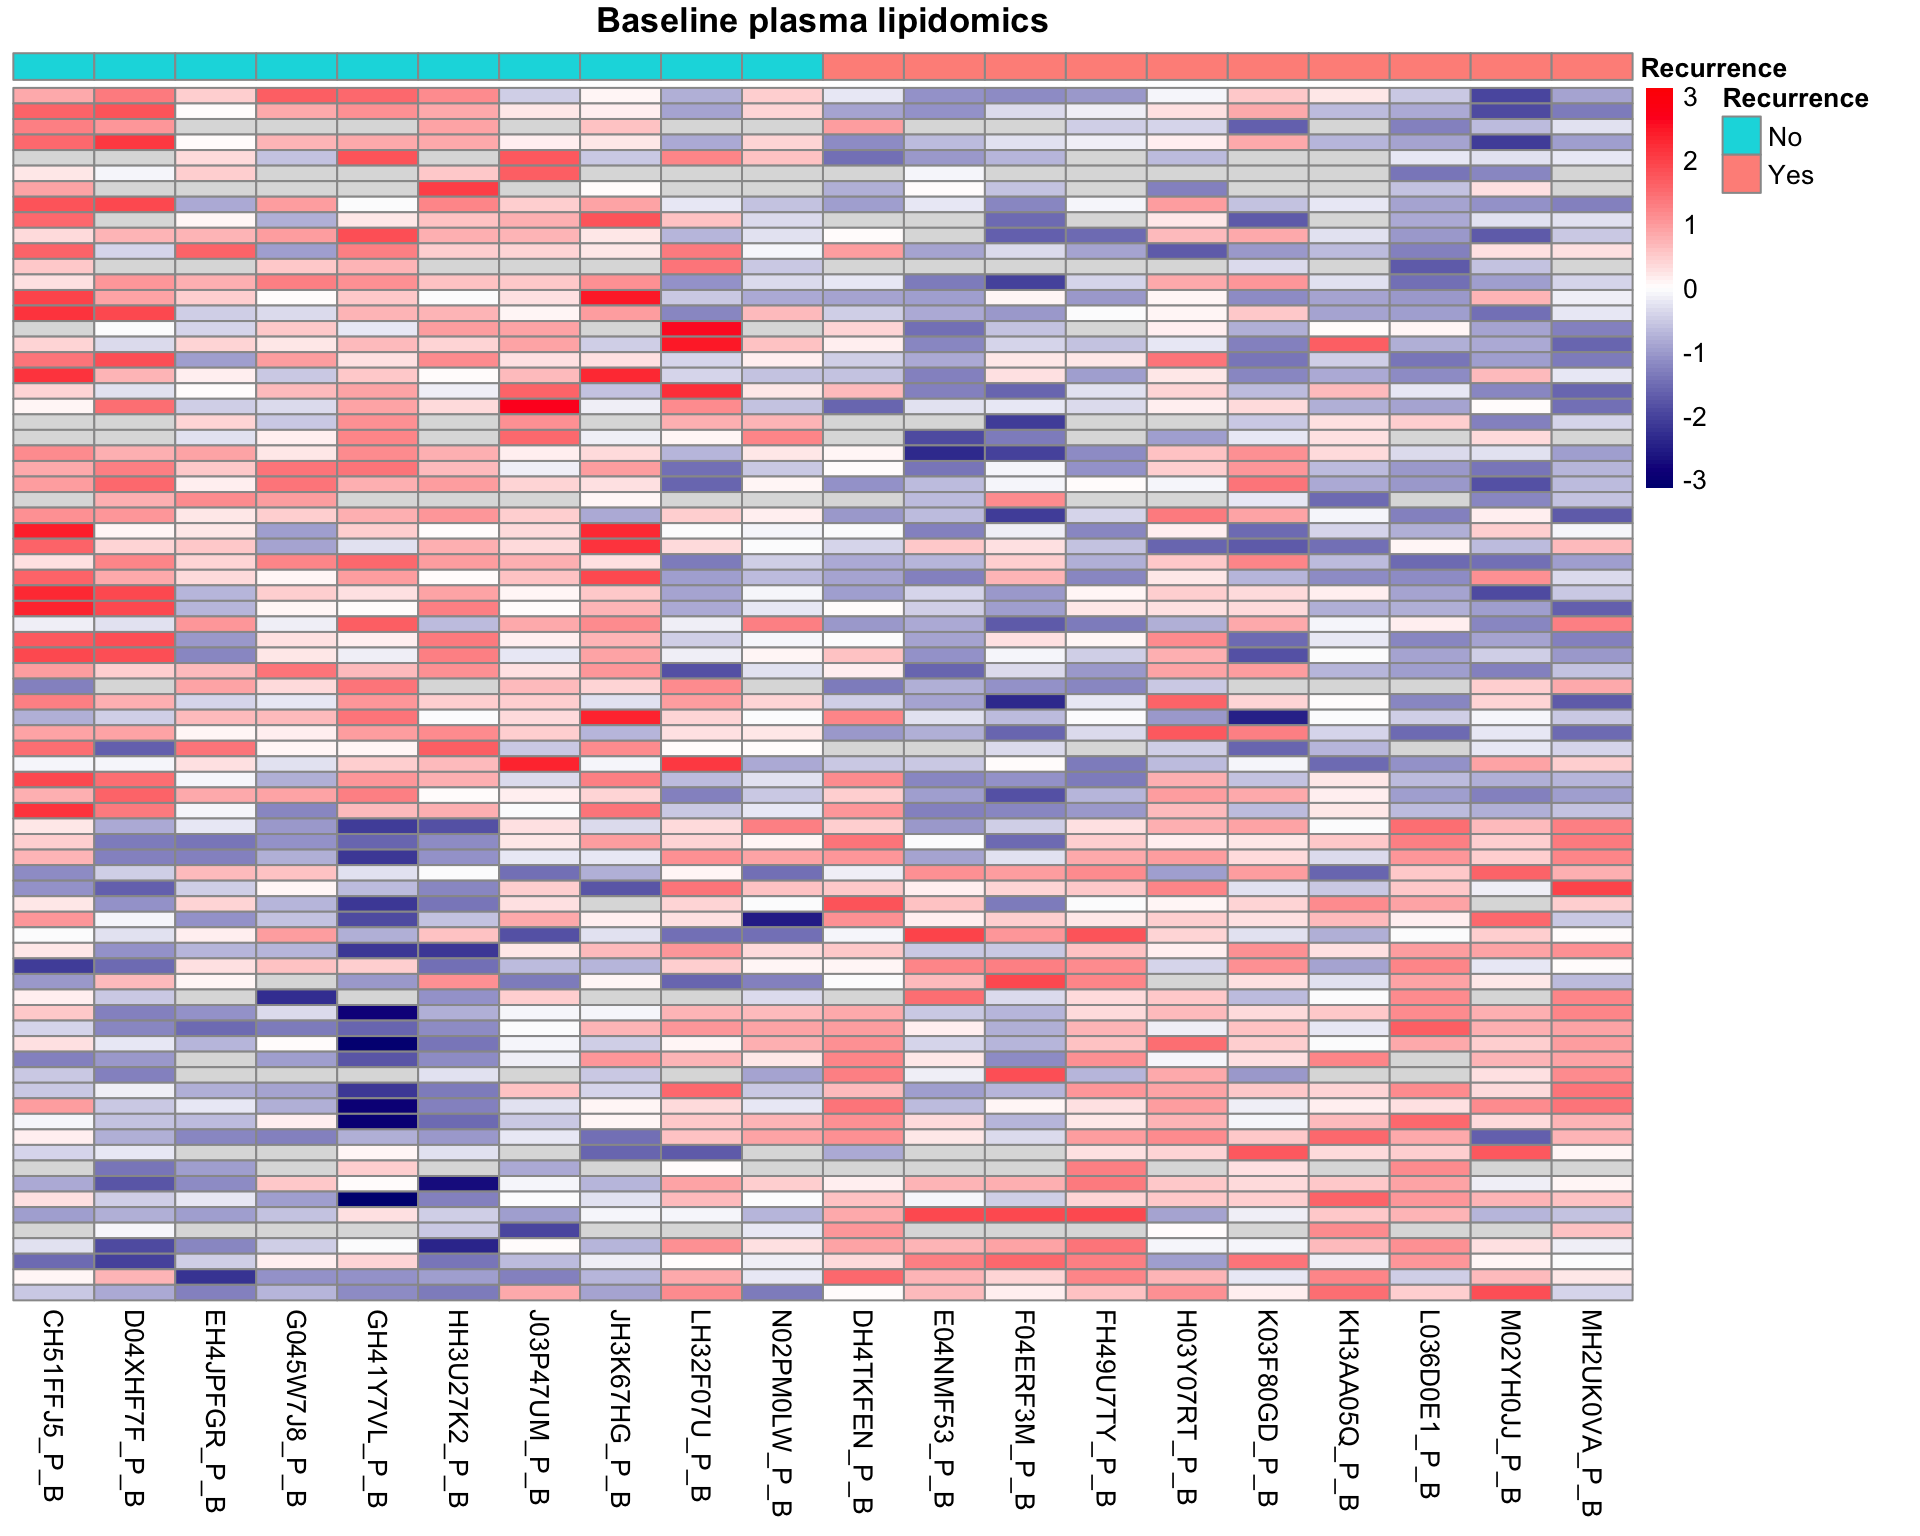 Baseline plasma lipidomics
Recurrence
3
2
1
0
-1
-2
-3
Recurrence
No
Yes
CH51FFJ5_P_B
D04XHF7F_P_B
EH4JPFGR_P_B
G045W7J8_P_B
GH41Y7VL_P_B
HH3U27K2_P_B
J03P47UM_P_B
JH3K67HG_P_B
LH32F07U_P_B
N02PM0LW_P_B
DH4TKFEN_P_B
E04NMF53_P_B
F04ERF3M_P_B
FH49U7TY_P_B
H03Y07RT_P_B
K03F80GD_P_B
KH3AA05Q_P_B
L036D0E1_P_B
M02YH0JJ_P_B
MH2UK0VA_P_B